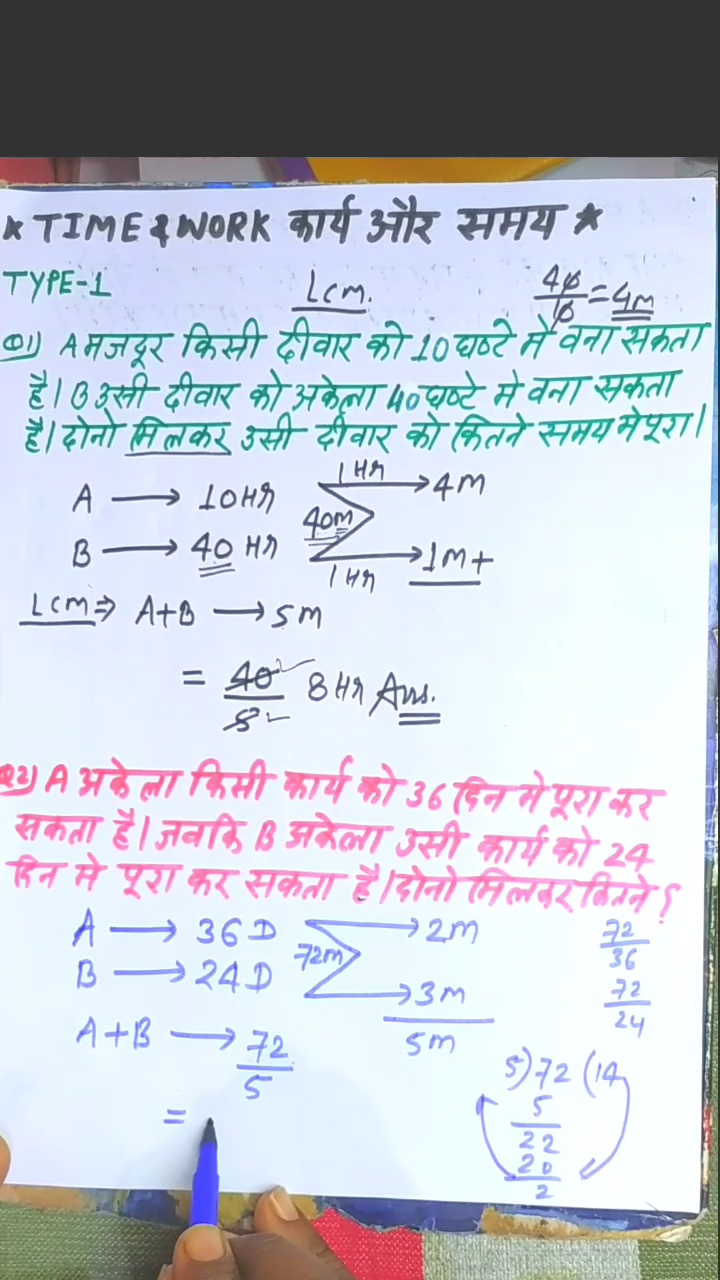 * TIME & WORK कार्य और समय *
TYPE-1 Lcm. 40/10 = 4m
Q1) A मजदूर किसी दीवार को 10 घण्टे मे बना सकता
है। B उसी दीवार को अकेला 40 घण्टे मे बना सकता
है। दोनो मिलकर उसी दीवार को कितने समय मे पूरा।
A → 10 Hr 1 Hr → 4m
40m
B → 40 Hr 1 Hr → 1m+
Lcm ⇒ A+B → 5m
= 40/5 8 Hr Ans.
Q2) A अकेला किसी कार्य को 36 दिन मे पूरा कर
सकता है। जबकि B अकेला उसी कार्य को 24
दिन मे पूरा कर सकता है। दोनो मिलकर कितने ?
A → 36 D → 2m 72/36
72m
B → 24 D → 3m 72/24
5m
A+B → 72/5
5)72(14
5
22
20
2
=